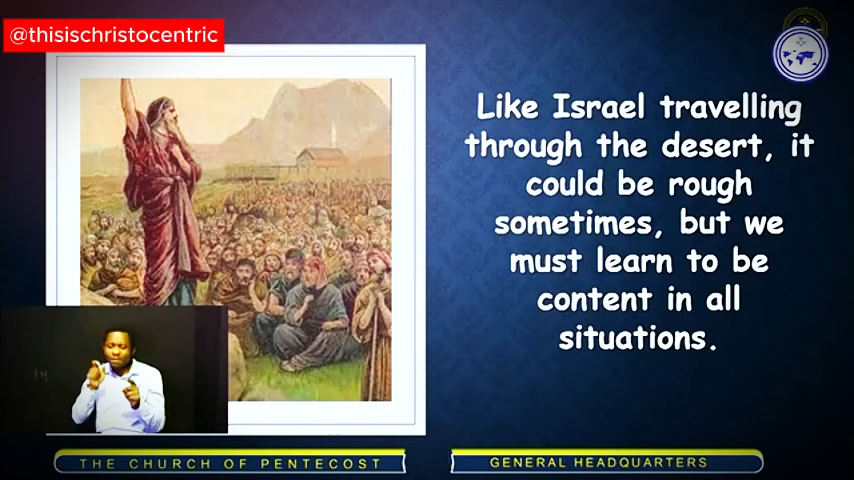 @thisischristocentric
Like Israel travelling
through the desert, it
could be rough
sometimes, but we
must learn to be
content in all
situations.
THE CHURCH OF PENTECOST
GENERAL HEADQUARTERS